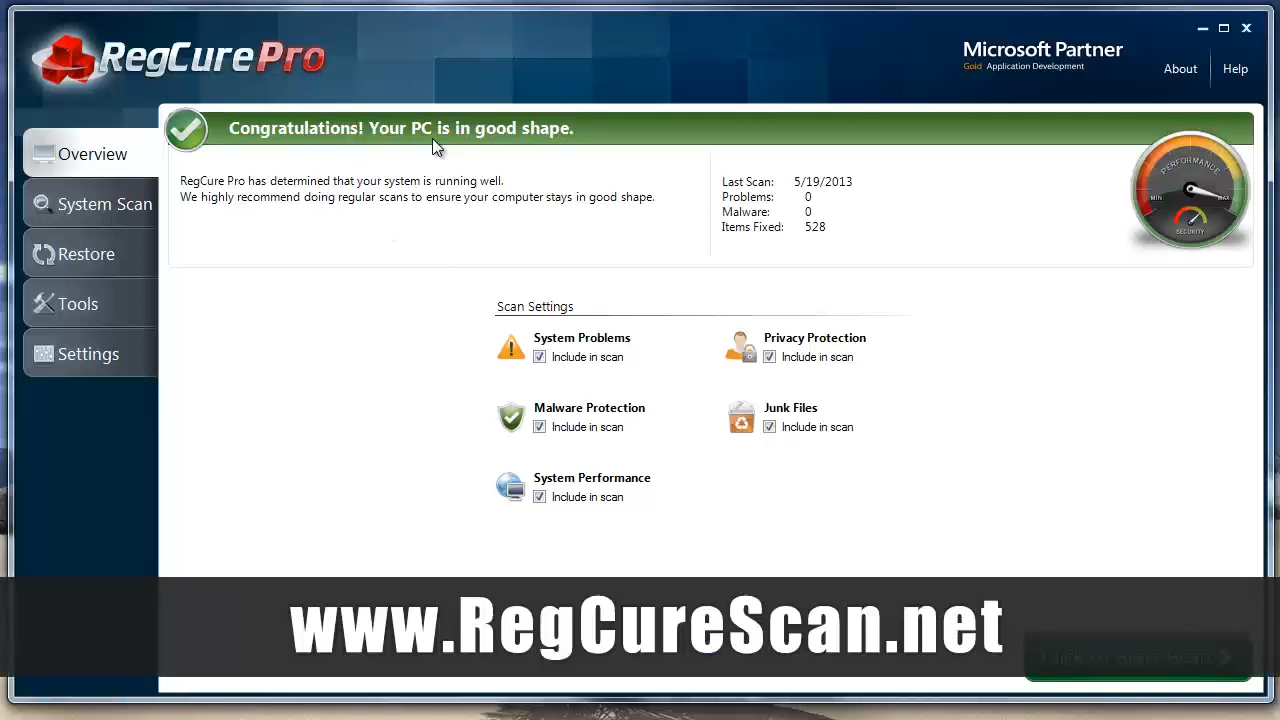 RegCurePro
Microsoft Partner
Gold Application Development
About
Help
Congratulations! Your PC is in good shape.
Overview
System Scan
Restore
Tools
Settings
RegCure Pro has determined that your system is running well.
We highly recommend doing regular scans to ensure your computer stays in good shape.
Last Scan: 5/19/2013
Problems: 0
Malware: 0
Items Fixed: 528
PERFORMANCE
MIN
MAX
SECURITY
Scan Settings
System Problems
Include in scan
Privacy Protection
Include in scan
Malware Protection
Include in scan
Junk Files
Include in scan
System Performance
Include in scan
www.RegCureScan.net